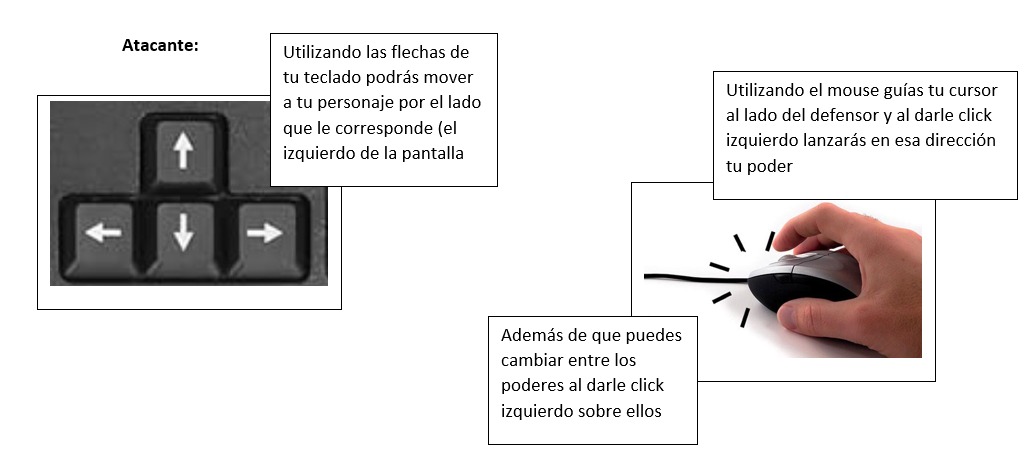 Atacante:
Utilizando las flechas de
tu teclado podrás mover
a tu personaje por el lado
que le corresponde (el
izquierdo de la pantalla
Utilizando el mouse guías tu cursor
al lado del defensor y al darle click
izquierdo lanzarás en esa dirección
tu poder
Además de que puedes
cambiar entre los
poderes al darle click
izquierdo sobre ellos